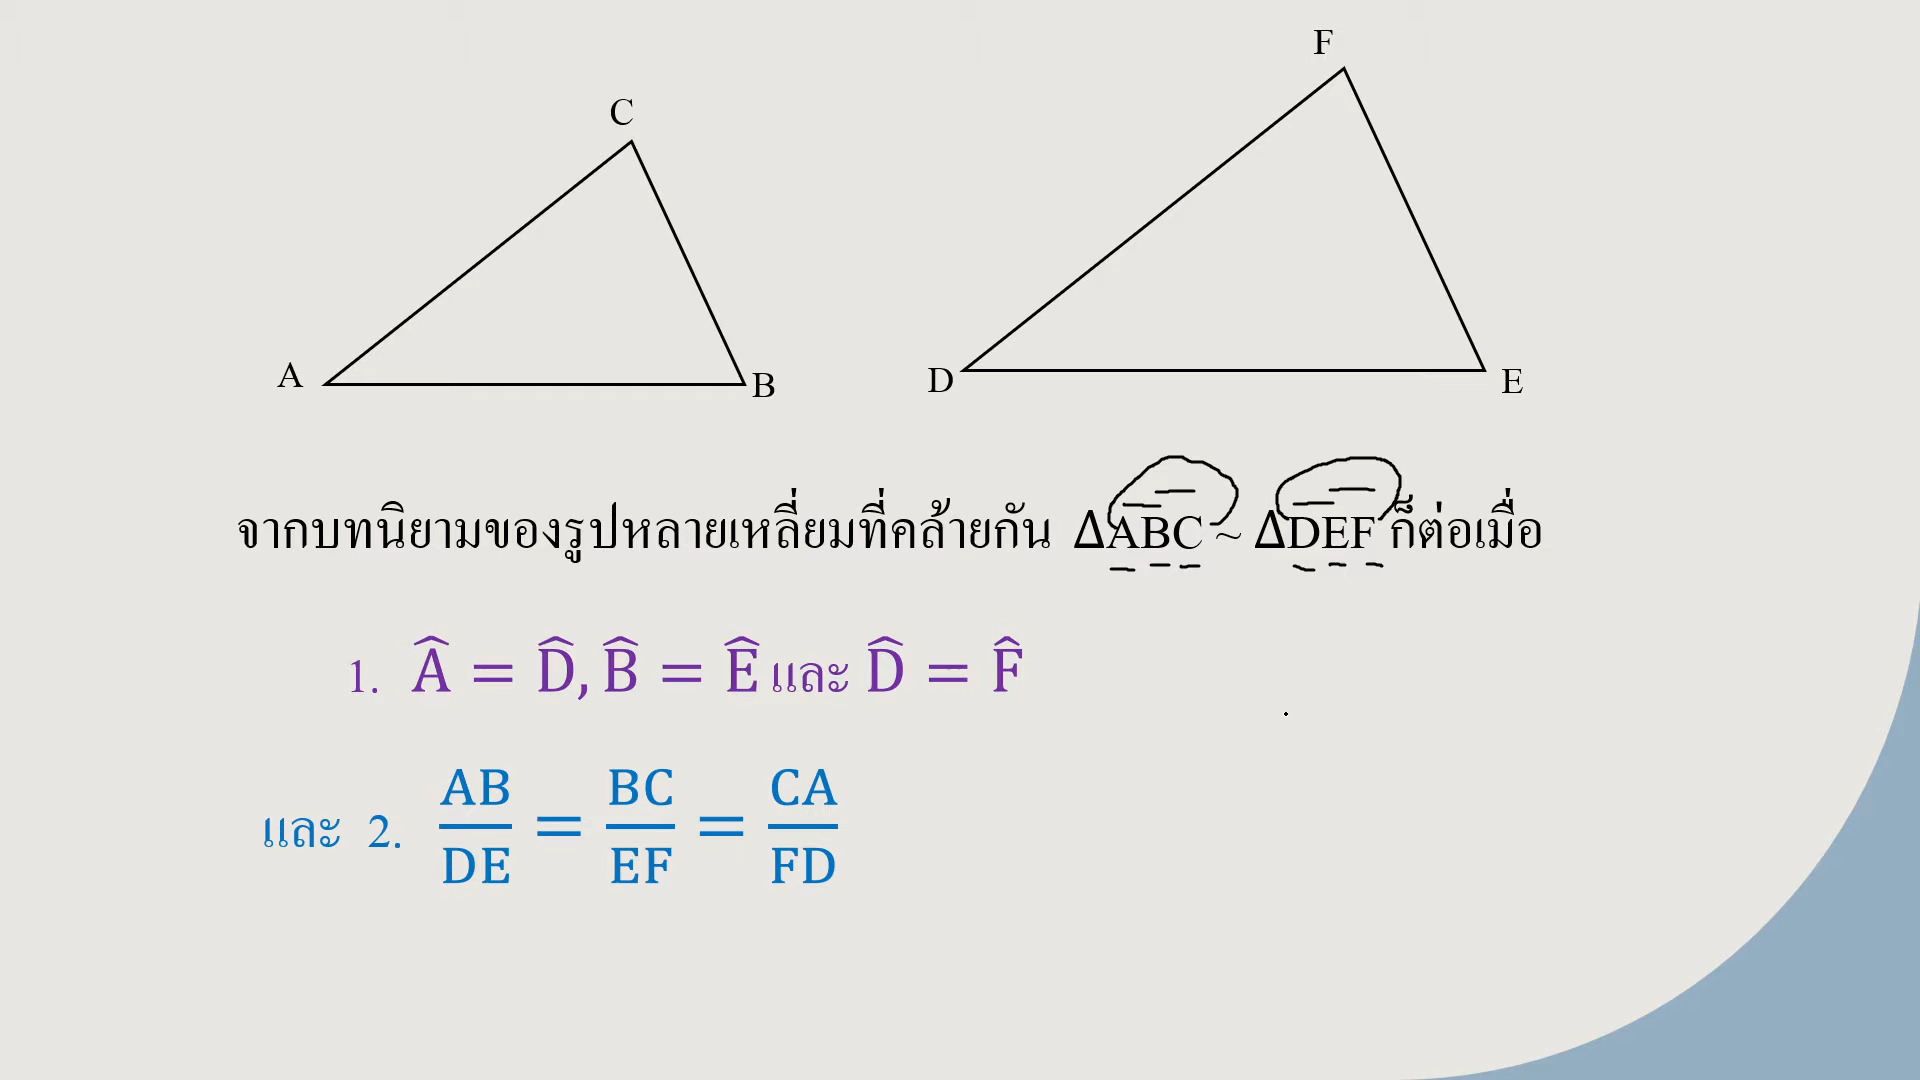 F
C
A
B
D
E
จากบทนิยามของรูปหลายเหลี่ยมที่คล้ายกัน ΔABC ~ ΔDEF ก็ต่อเมื่อ
1. Â = D̂, B̂ = Ê และ D̂ = F̂
และ 2. AB/DE = BC/EF = CA/FD